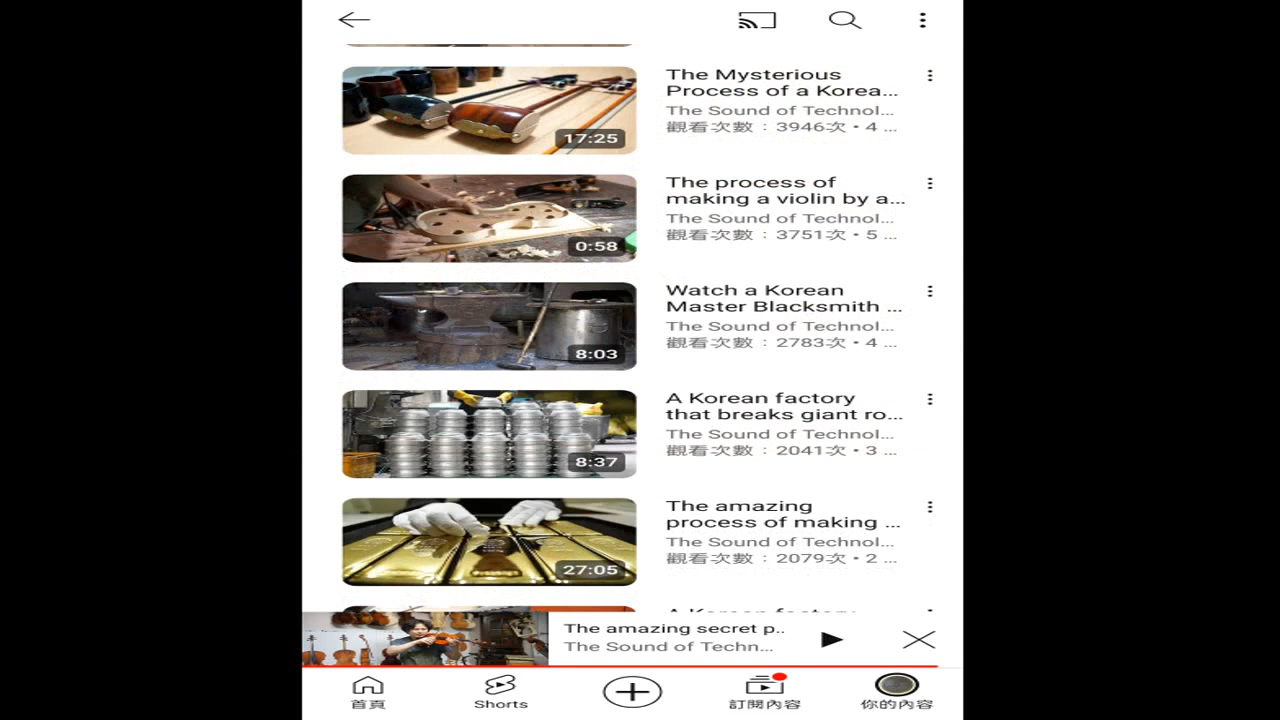 The Mysterious
Process of a Korea...
The Sound of Technol...
觀看次數：3946次 • 4 ...
17:25
The process of
making a violin by a...
The Sound of Technol...
觀看次數：3751次 • 5 ...
0:58
Watch a Korean
Master Blacksmith ...
The Sound of Technol...
觀看次數：2783次 • 4 ...
8:03
A Korean factory
that breaks giant ro...
The Sound of Technol...
觀看次數：2041次 • 3 ...
8:37
The amazing
process of making ...
The Sound of Technol...
觀看次數：2079次 • 2 ...
27:05
The amazing secret p..
The Sound of Techn...
首頁
Shorts
訂閱內容
你的內容